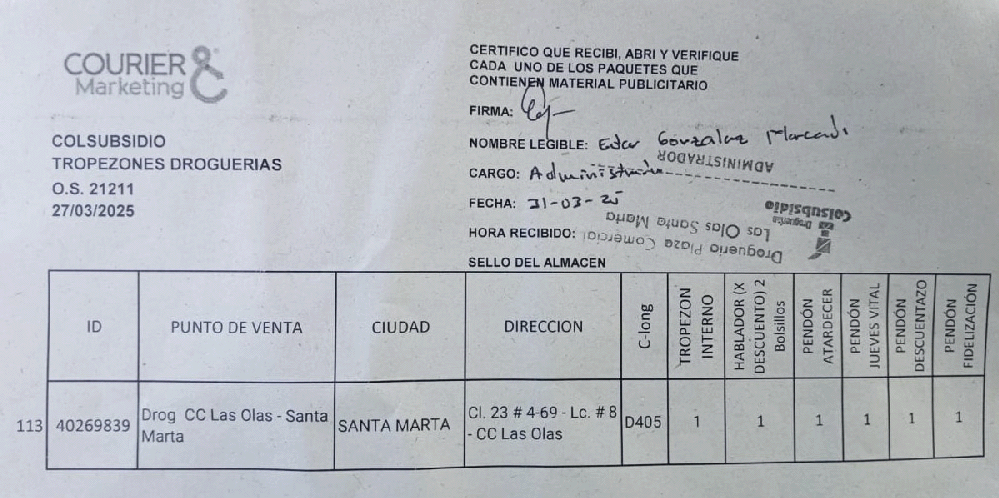 COURIER &
Marketing
COLSUBSIDIO
TROPEZONES DROGUERIAS
O.S. 21211
27/03/2025
CERTIFICO QUE RECIBI, ABRI Y VERIFIQUE
CADA UNO DE LOS PAQUETES QUE
CONTIENEN MATERIAL PUBLICITARIO
FIRMA:
NOMBRE LEGIBLE: Gonzalez
CARGO: Administrador
FECHA: 31-03-25
HORA RECIBIDO:
SELLO DEL ALMACEN
Droguerias
Colsubsidio
Drogueria Plaza Comercial
Las Olas Santa Marta
ADMINISTRADOR
ID PUNTO DE VENTA CIUDAD DIRECCION C-long TROPEZON INTERNO HABLADOR (X DESCUENTO) 2 Bolsillos PENDÓN ATARDECER PENDÓN JUEVES VITAL PENDÓN DESCUENTAZO PENDÓN FIDELIZACIÓN
113 40269839 Drog CC Las Olas - Santa Marta SANTA MARTA Cl. 23 # 4-69 - Lc. # 8 - CC Las Olas D405 1 1 1 1 1 1